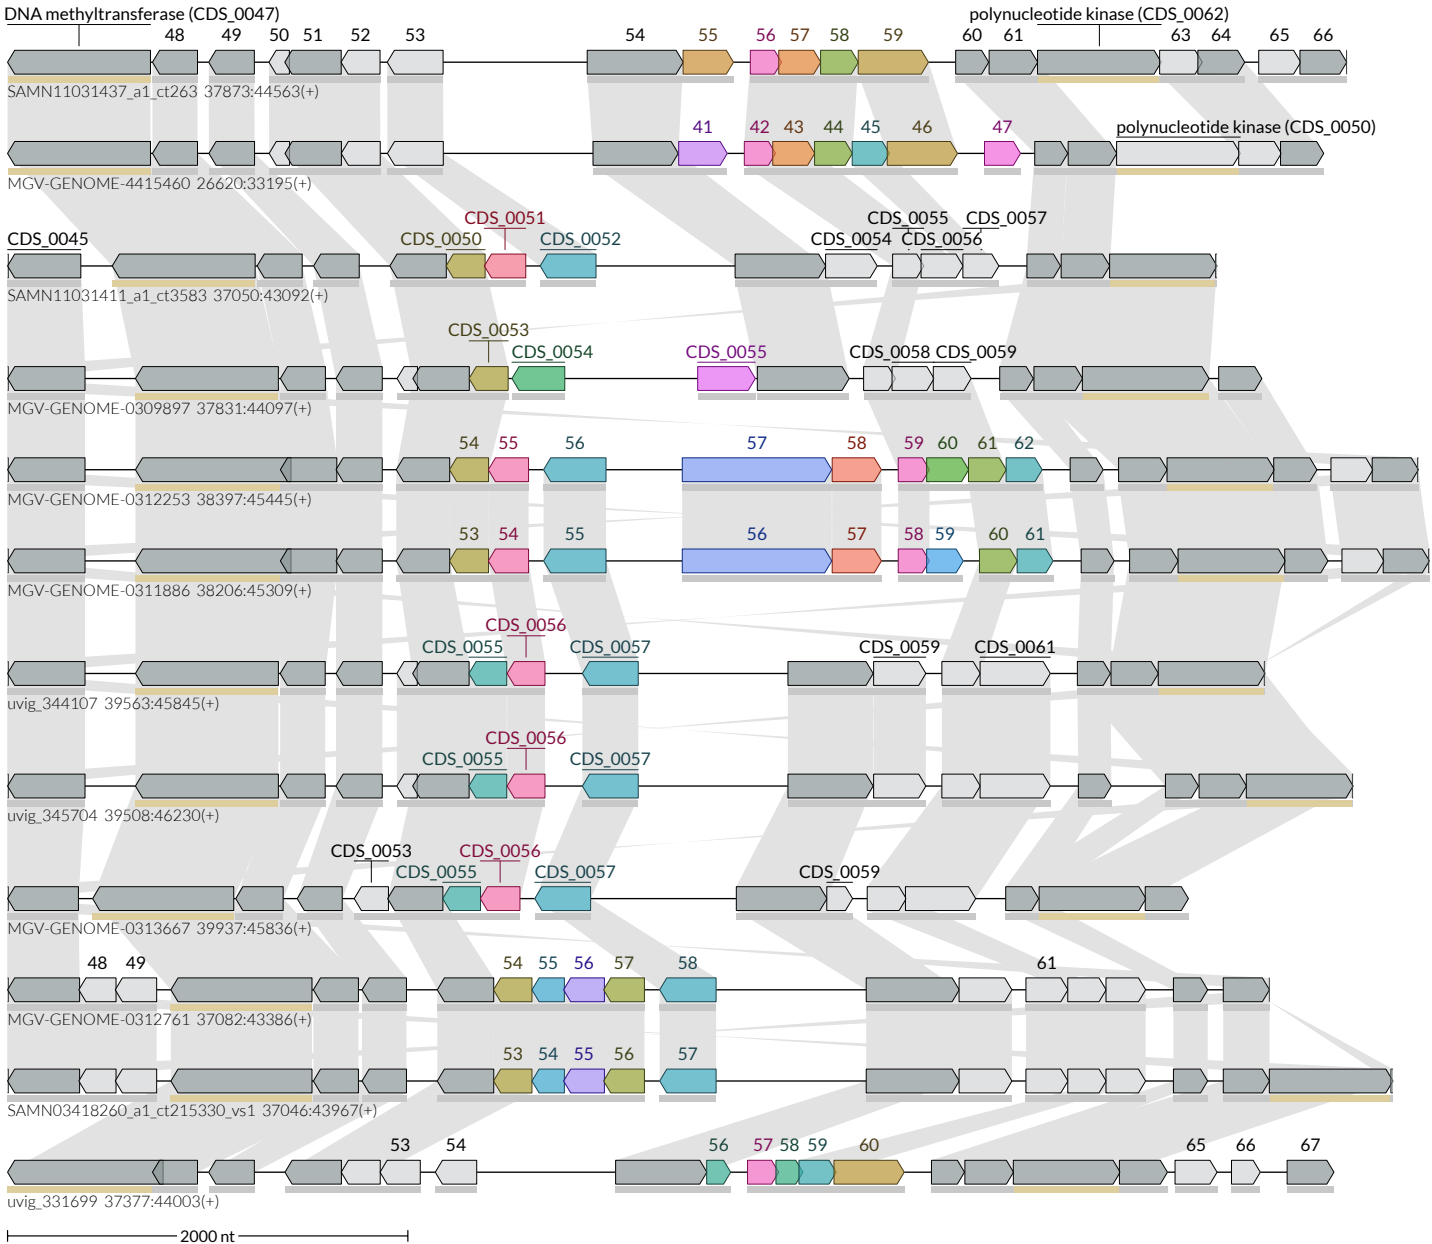 DNA methyltransferase (CDS_0047) polynucleotide kinase (CDS_0062)
48 49 50 51 52 53 54 55 56 57 58 59 60 61 63 64 65 66
SAMN11031437_a1_ct263 37873:44563(+)
41 42 43 44 45 46 47 polynucleotide kinase (CDS_0050)
MGV-GENOME-4415460 26620:33195(+)
CDS_0051 CDS_0055 CDS_0057
CDS_0045 CDS_0050 CDS_0052 CDS_0054 CDS_0056
SAMN11031411_a1_ct3583 37050:43092(+)
CDS_0053
CDS_0054 CDS_0055 CDS_0058 CDS_0059
MGV-GENOME-0309897 37831:44097(+)
54 55 56 57 58 59 60 61 62
MGV-GENOME-0312253 38397:45445(+)
53 54 55 56 57 58 59 60 61
MGV-GENOME-0311886 38206:45309(+)
CDS_0056
CDS_0055 CDS_0057 CDS_0059 CDS_0061
uvig_344107 39563:45845(+)
CDS_0056
CDS_0055 CDS_0057
uvig_345704 39508:46230(+)
CDS_0053 CDS_0056
CDS_0055 CDS_0057 CDS_0059
MGV-GENOME-0313667 39937:45836(+)
48 49 54 55 56 57 58 61
MGV-GENOME-0312761 37082:43386(+)
53 54 55 56 57
SAMN03418260_a1_ct215330_vs1 37046:43967(+)
53 54 56 57 58 59 60 65 66 67
uvig_331699 37377:44003(+)
2000 nt